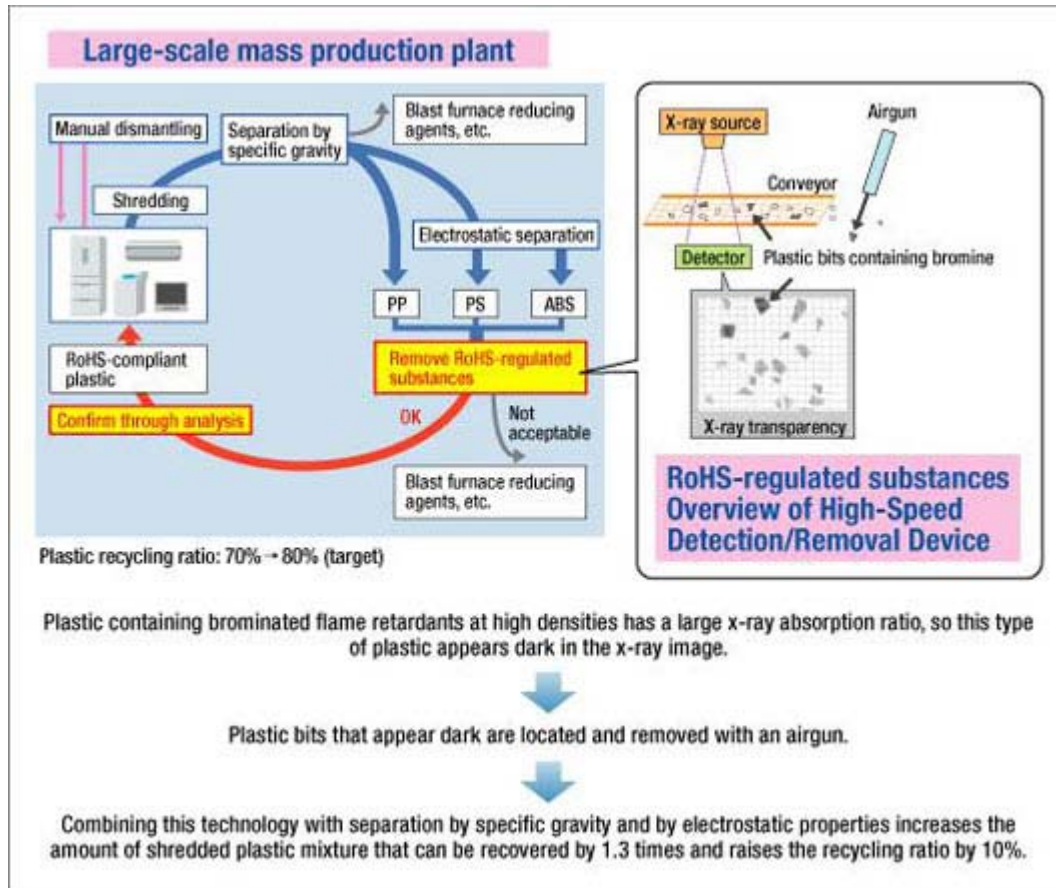 Large-scale mass production plant
Manual dismantling
Separation by
specific gravity
Blast furnace reducing
agents, etc.
Shredding
Electrostatic separation
PP
PS
ABS
Remove RoHS-regulated
substances
RoHS-compliant
plastic
Confirm through analysis
OK
Not
acceptable
Blast furnace reducing
agents, etc.
Plastic recycling ratio: 70%→80% (target)
X-ray source
Airgun
Conveyor
Detector
Plastic bits containing bromine
X-ray transparency
RoHS-regulated substances
Overview of High-Speed
Detection/Removal Device
Plastic containing brominated flame retardants at high densities has a large x-ray absorption ratio, so this type
of plastic appears dark in the x-ray image.
Plastic bits that appear dark are located and removed with an airgun.
Combining this technology with separation by specific gravity and by electrostatic properties increases the
amount of shredded plastic mixture that can be recovered by 1.3 times and raises the recycling ratio by 10%.